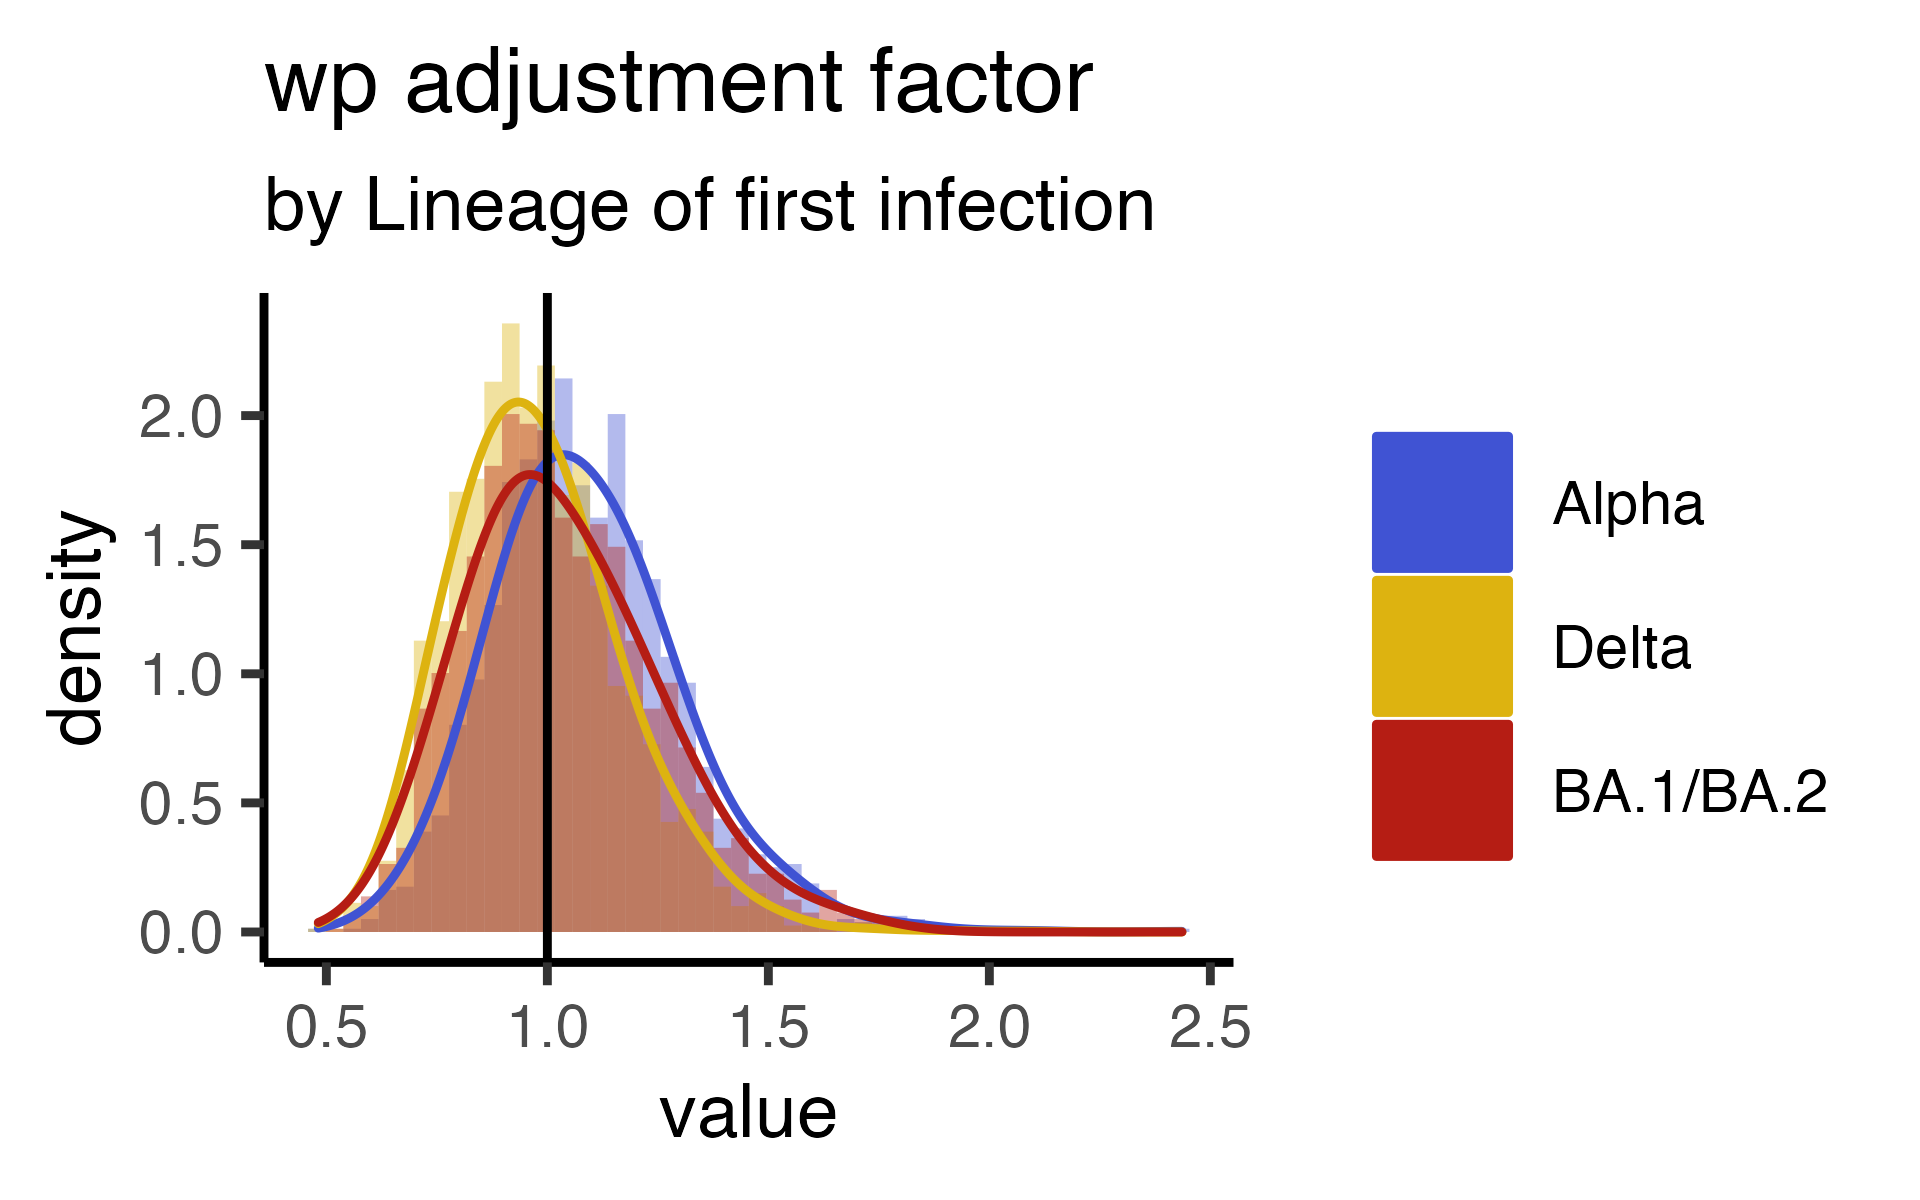 wp adjustment factor
by Lineage of first infection
density
2.0
1.5
1.0
0.5
0.0
0.5 1.0 1.5 2.0 2.5
value
Alpha
Delta
BA.1/BA.2